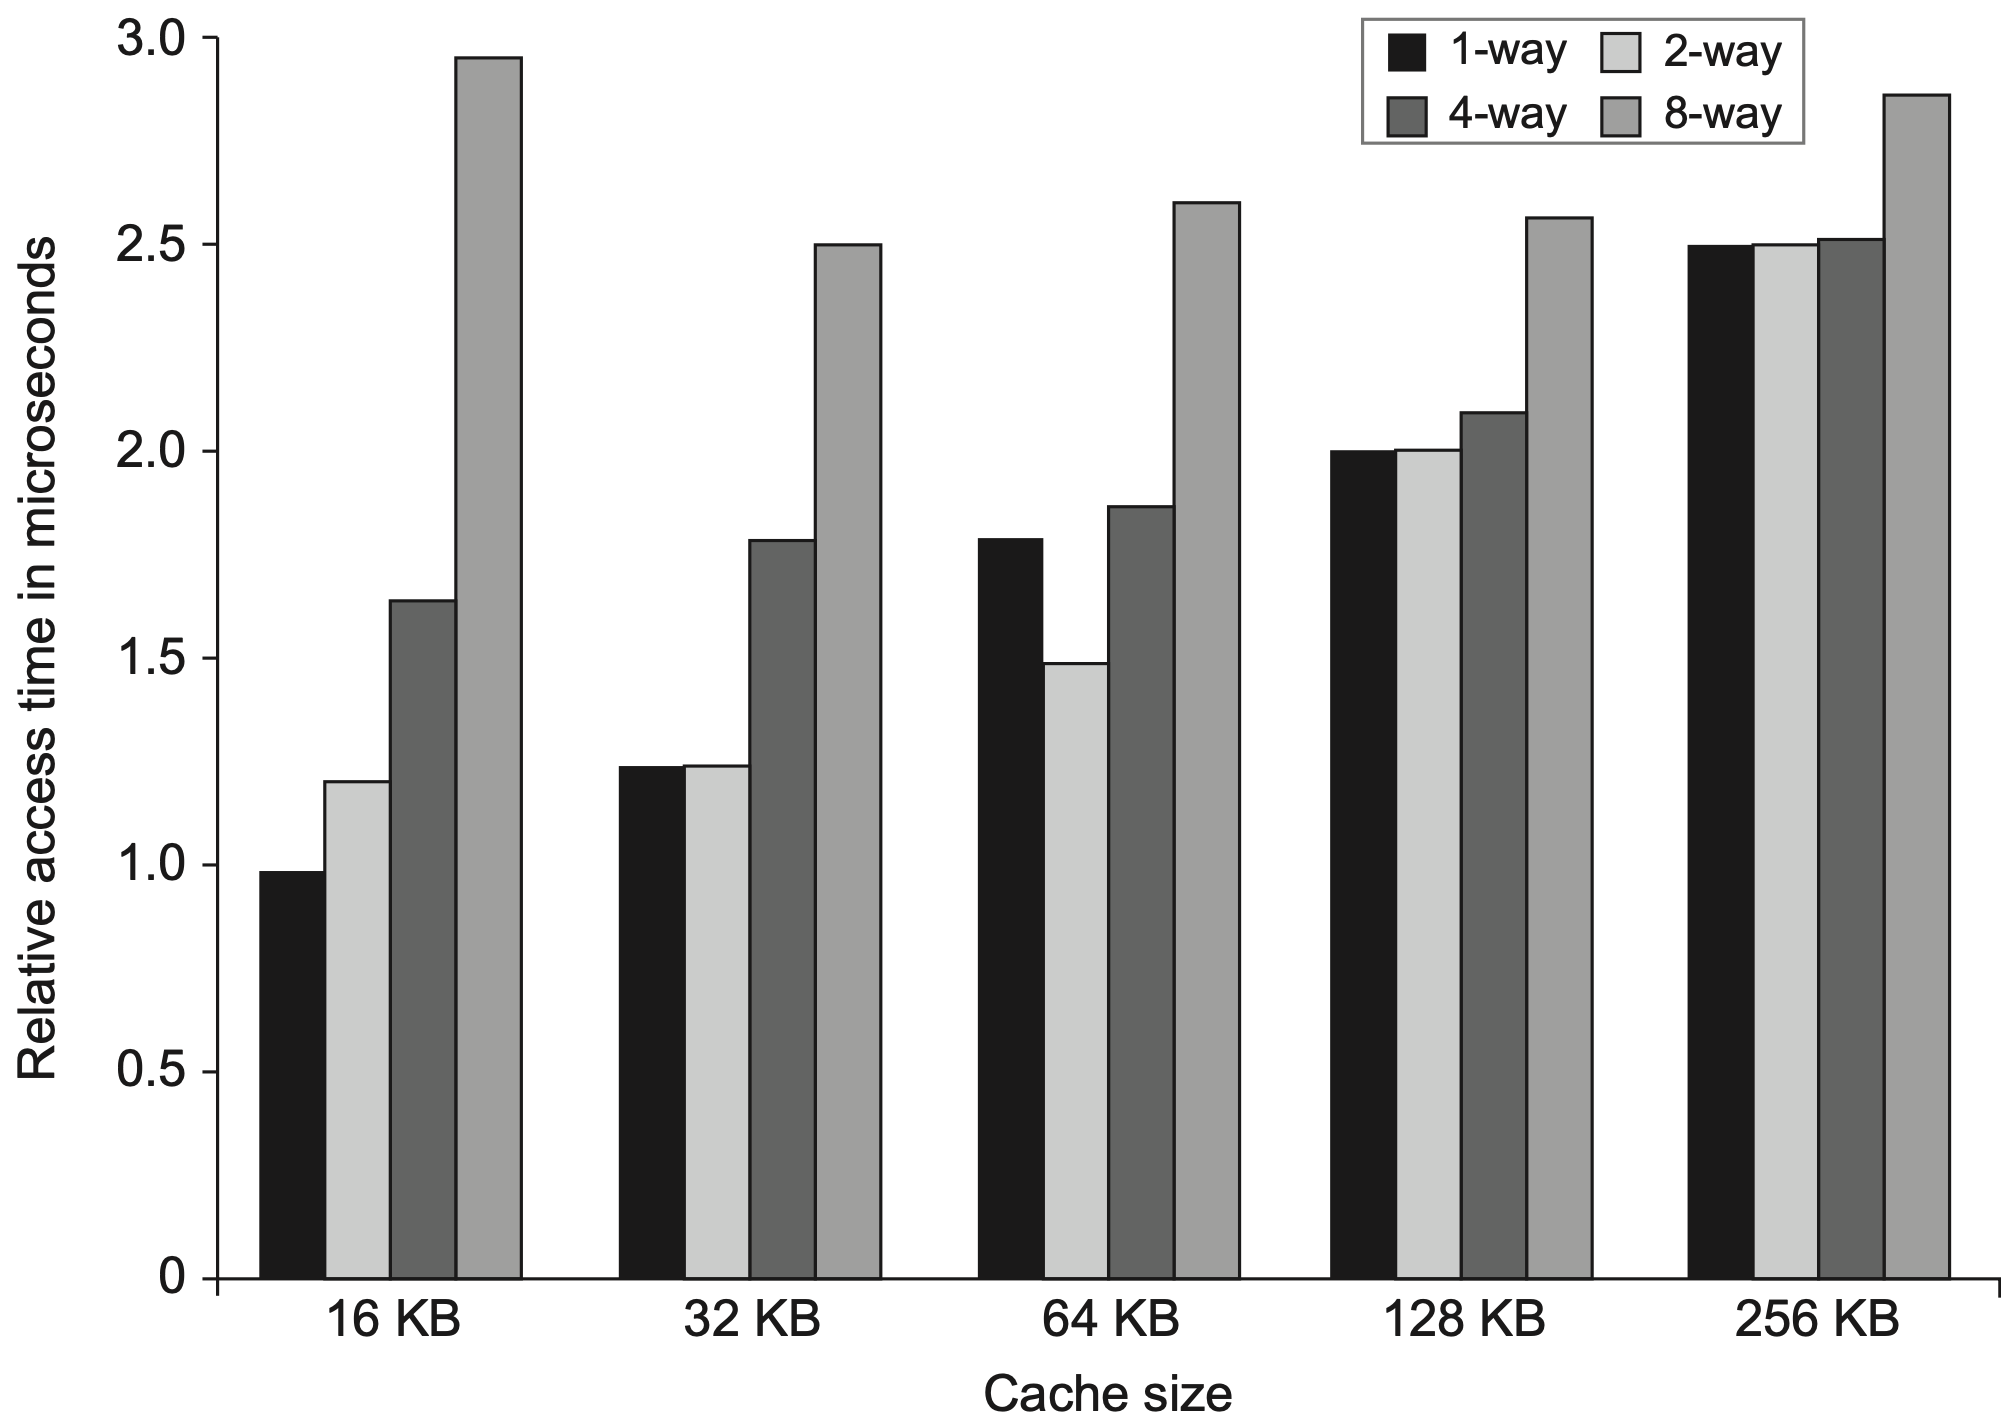 Relative access time in microseconds
3.0
2.5
2.0
1.5
1.0
0.5
0
1-way 2-way
4-way 8-way
16 KB 32 KB 64 KB 128 KB 256 KB
Cache size